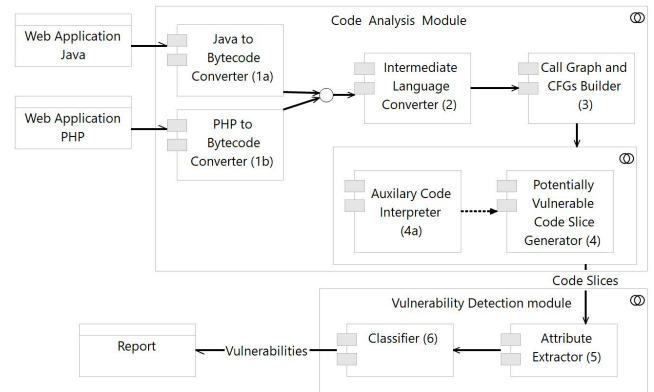 Code Analysis Module
Web Application
Java
Java to
Bytecode
Converter (1a)
Intermediate
Language
Converter (2)
Call Graph and
CFGs Builder
(3)
Web Application
PHP
PHP to
Bytecode
Converter (1b)
Auxilary Code
Interpreter
(4a)
Potentially
Vulnerable
Code Slice
Generator (4)
Code Slices
Vulnerability Detection module
Report
Vulnerabilities
Classifier (6)
Attribute
Extractor (5)